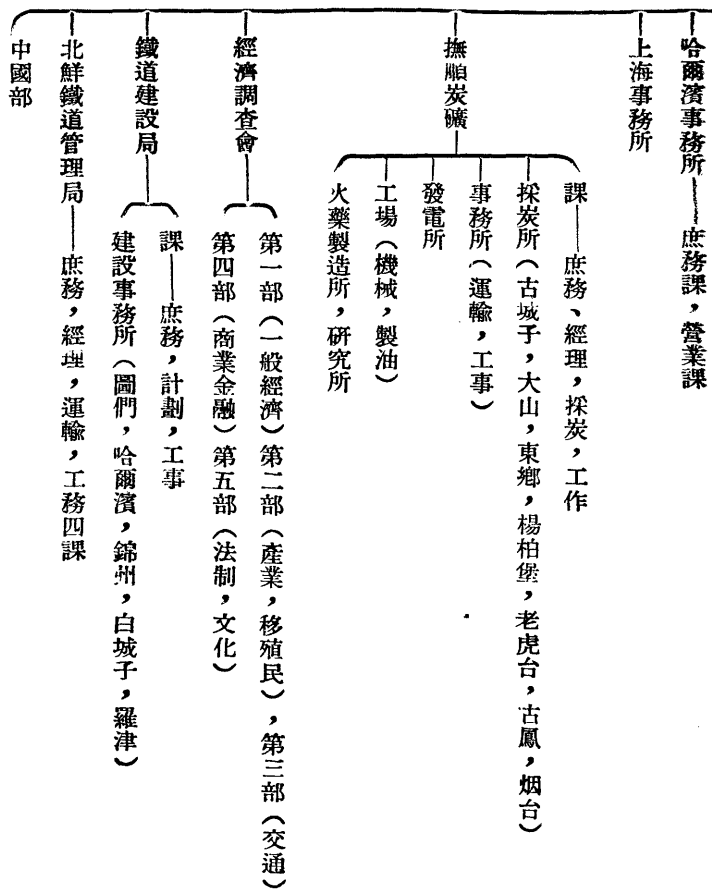 哈爾濱事務所——庶務課，營業課
上海事務所
撫順炭礦
課——庶務、經理，採炭，工作
採炭所（古城子，大山，東鄉，楊柏堡，老虎台，古鳳，烟台）
事務所（運輸，工事）
發電所
工場（機械，製油）
火藥製造所，研究所
經濟調查會
第一部（一般經濟）第二部（產業，移殖民），第三部（交通）
第四部（商業金融）第五部（法制，文化）
鐵道建設局
課——庶務，計劃，工事
建設事務所（圖們，哈爾濱，錦州，白城子，羅津）
北鮮鐵道管理局——庶務，經理，運輸，工務四課
中國部